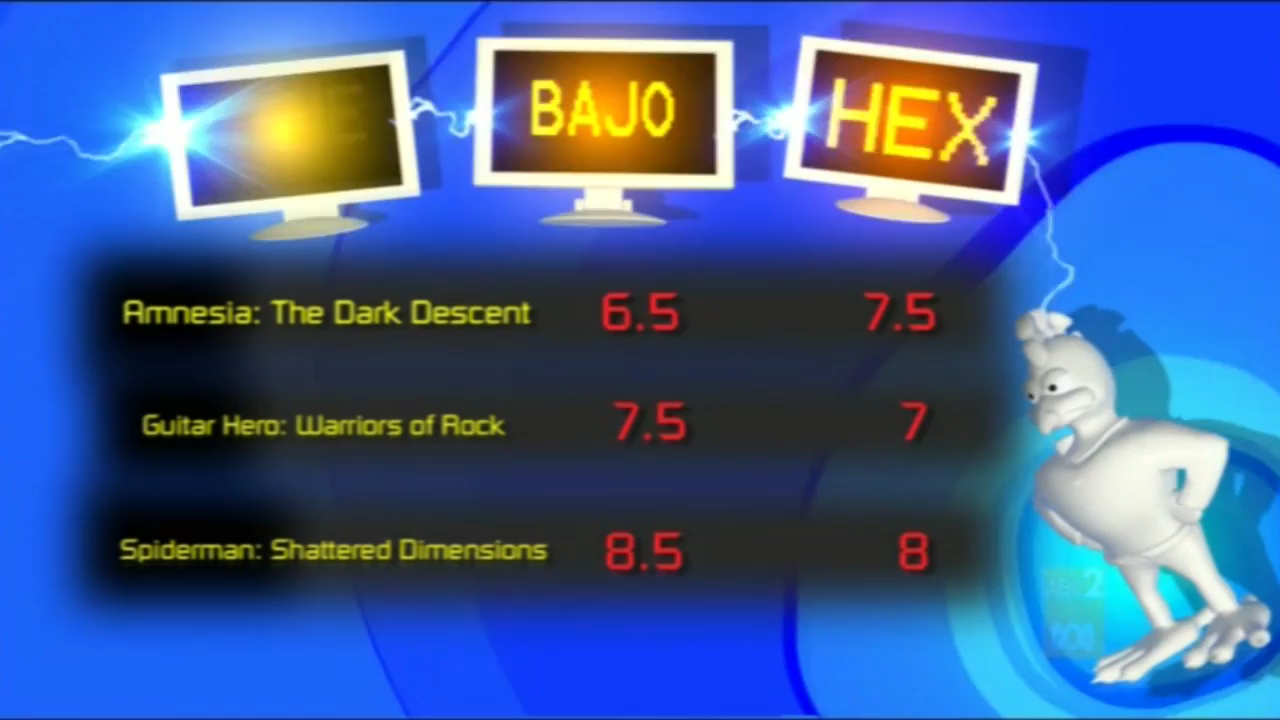 BAJO
HEX
Amnesia: The Dark Descent 6.5 7.5
Guitar Hero: Warriors of Rock 7.5 7
Spiderman: Shattered Dimensions 8.5 8